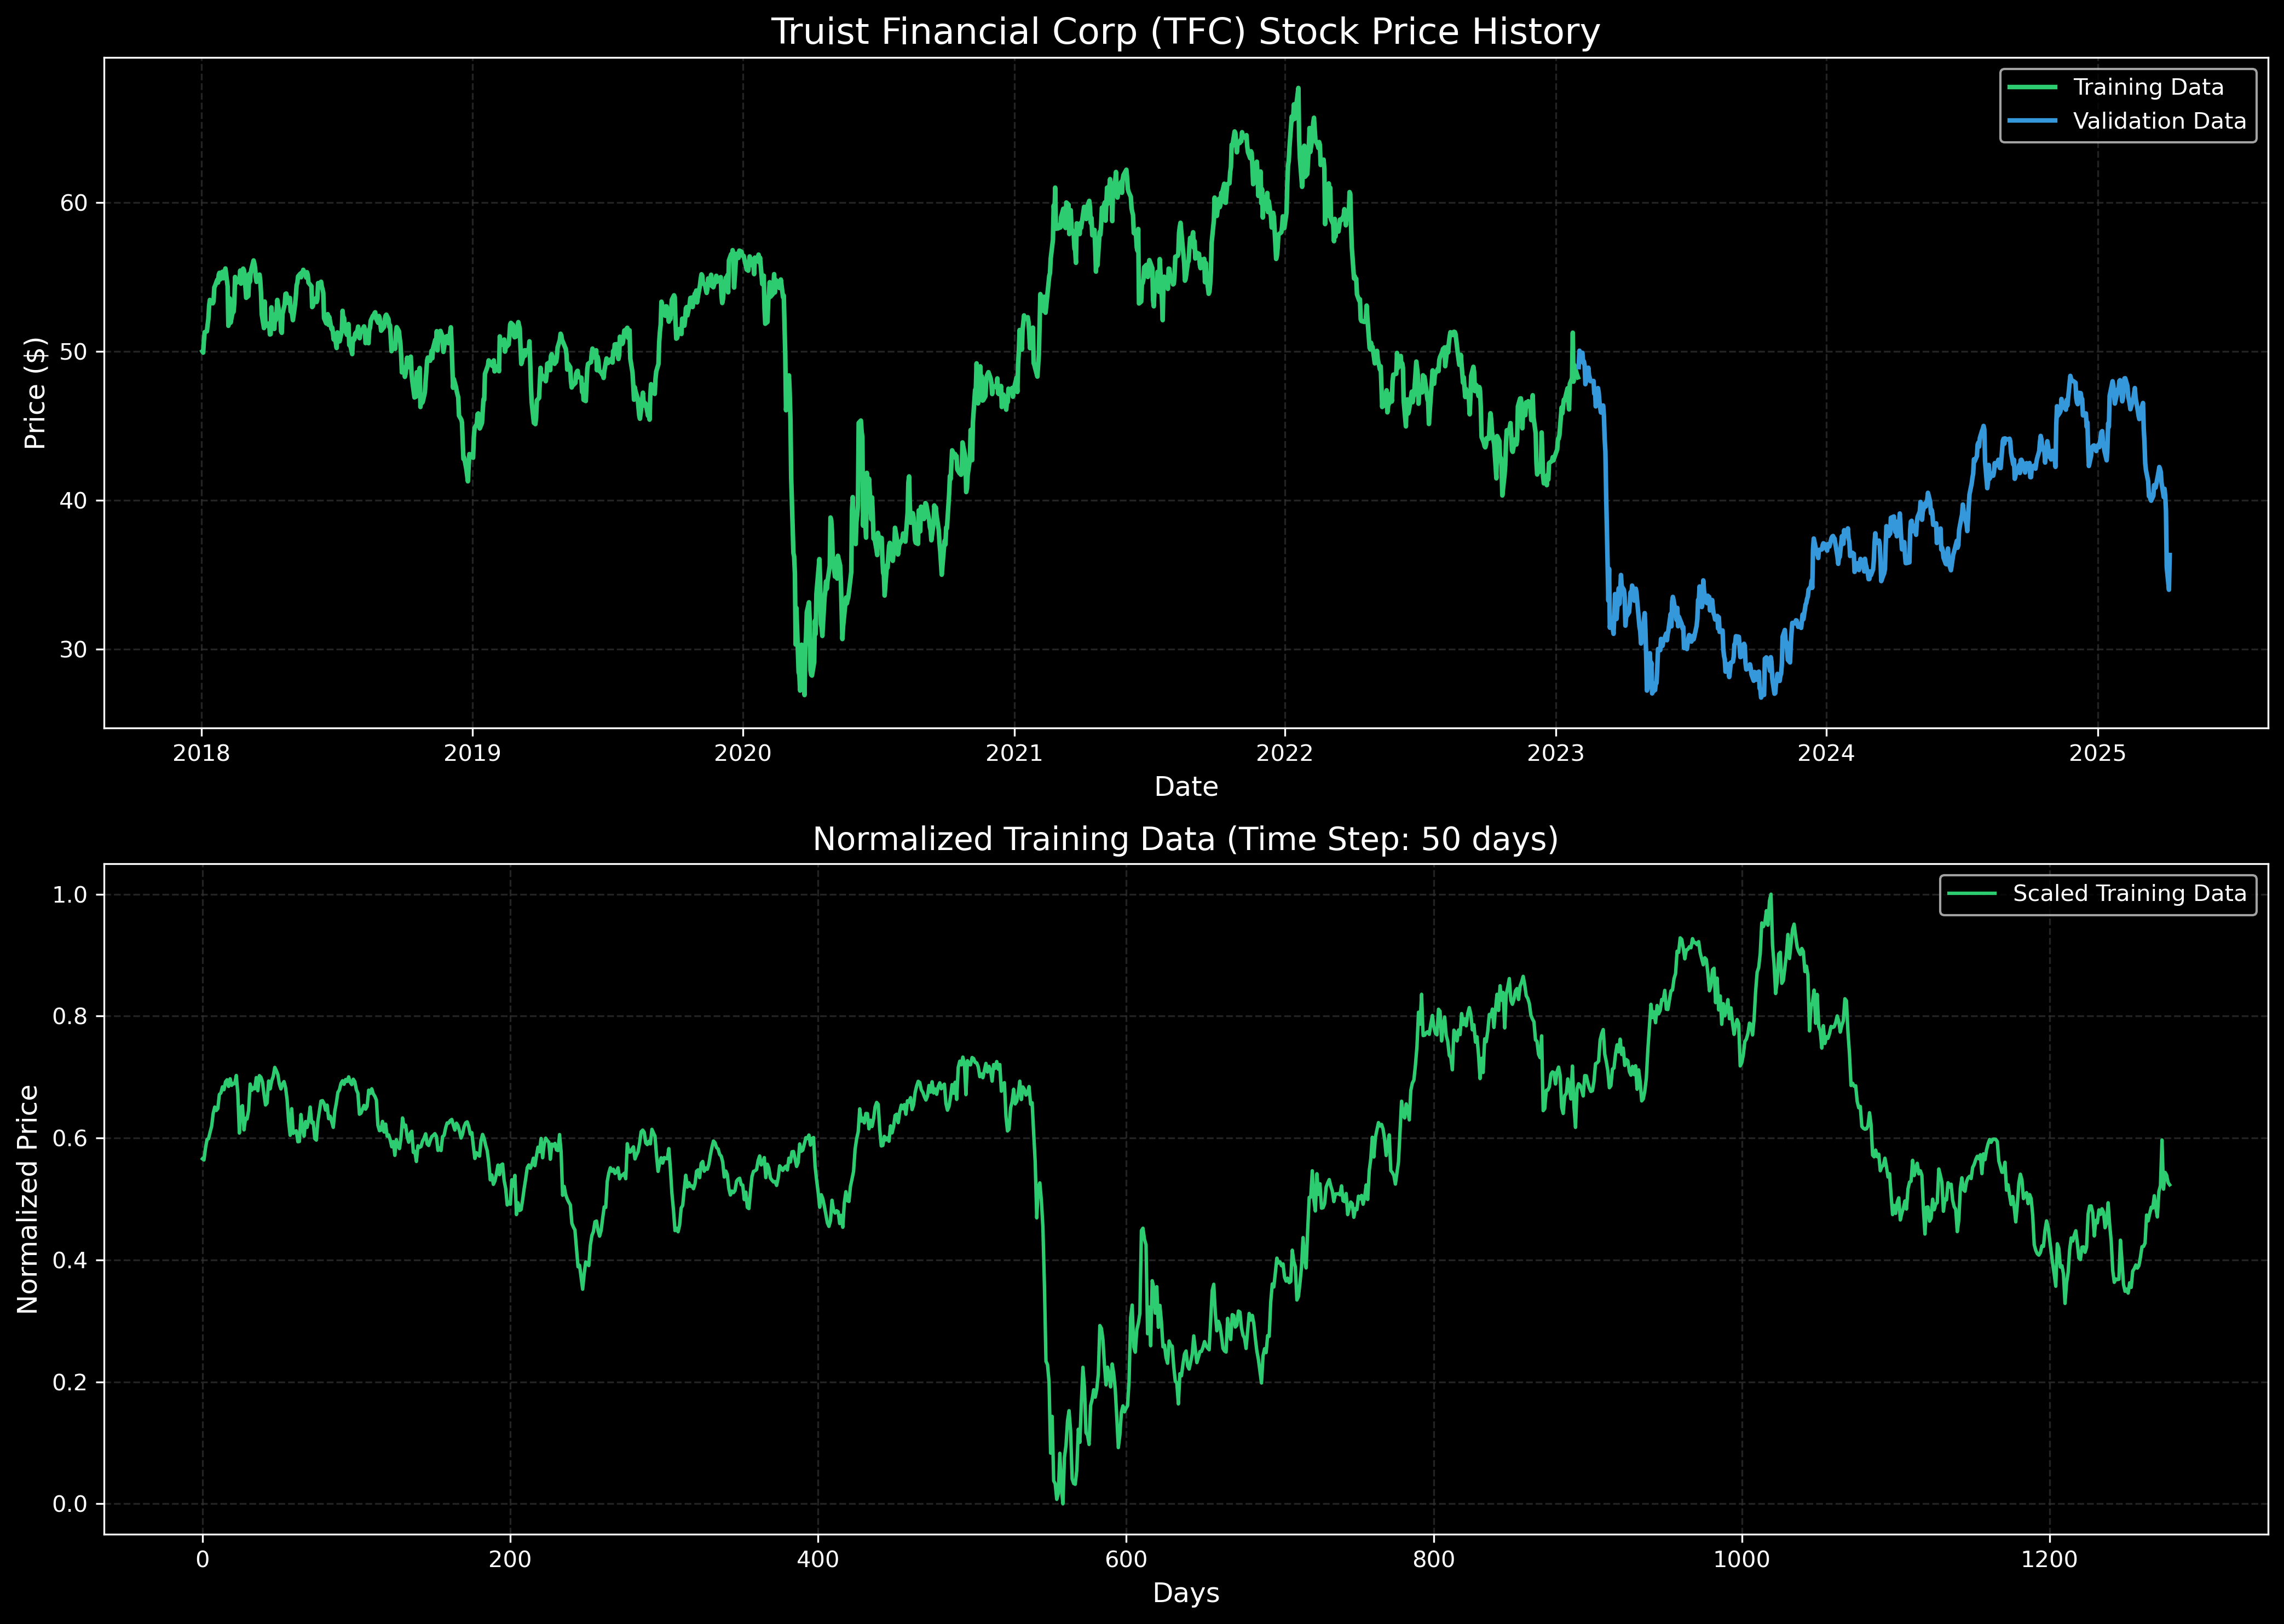 Truist Financial Corp (TFC) Stock Price History
Training Data
Validation Data
Price ($)
60
50
40
30
2018 2019 2020 2021 2022 2023 2024 2025
Date
Normalized Training Data (Time Step: 50 days)
Scaled Training Data
Normalized Price
1.0
0.8
0.6
0.4
0.2
0.0
0 200 400 600 800 1000 1200
Days